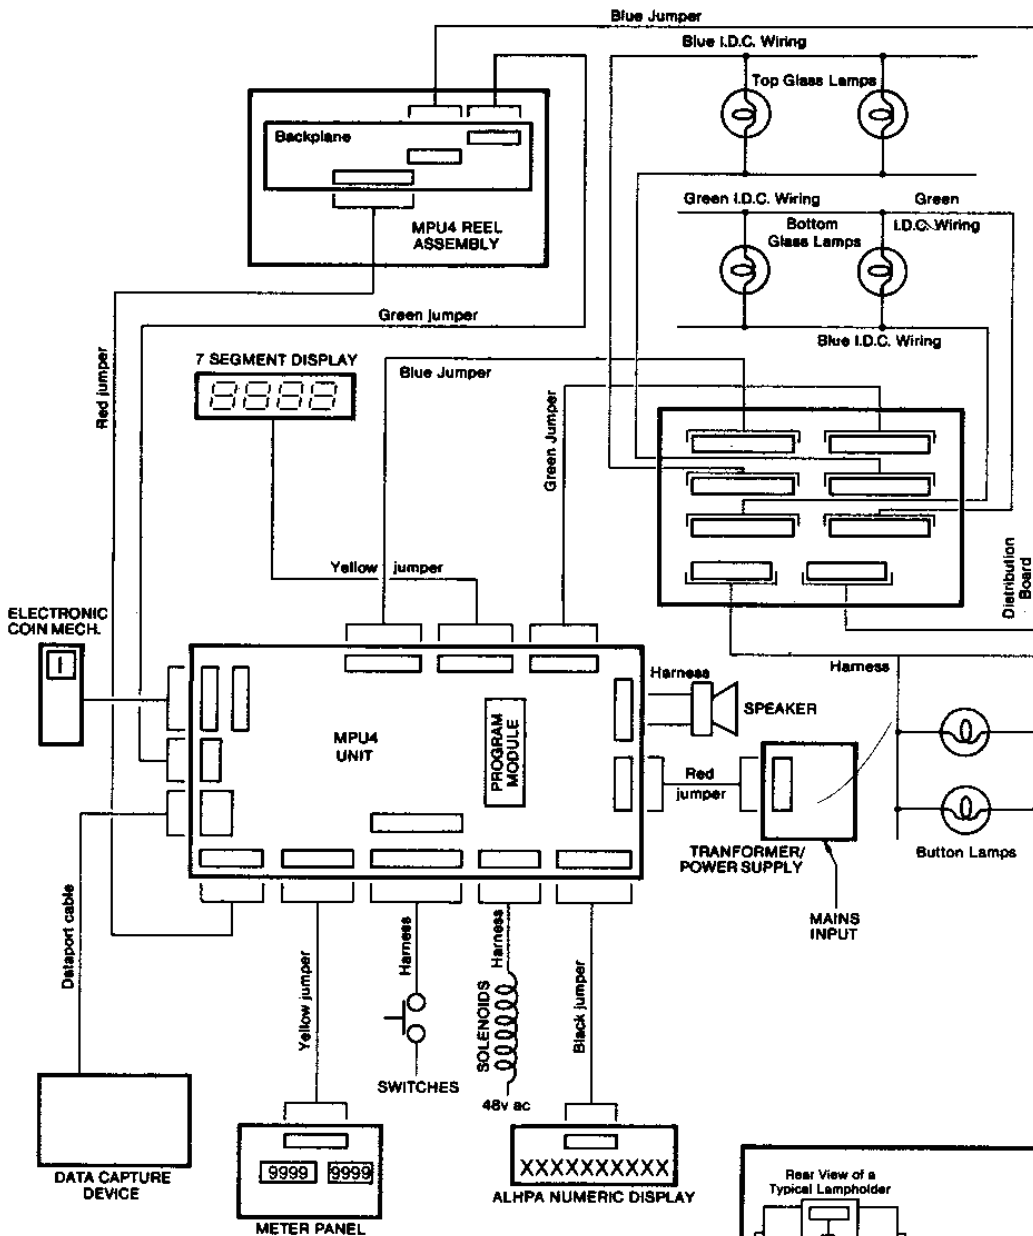 Blue Jumper
Blue I.D.C. Wiring
Top Glass Lamps
Backplane
MPU4 REEL
ASSEMBLY
Green I.D.C. Wiring
Green
I.D.C. Wiring
Bottom
Glass Lamps
Green jumper
Blue I.D.C. Wiring
Red jumper
7 SEGMENT DISPLAY
8888
Blue Jumper
Green Jumper
Yellow jumper
Distribution
Board
ELECTRONIC
COIN MECH.
Harness
Harness
SPEAKER
MPU4
UNIT
PROGRAM
MODULE
Red
jumper
TRANFORMER/
POWER SUPPLY
Button Lamps
MAINS
INPUT
Dataport cable
Yellow jumper
Harness
Harness
SOLENOIDS
Black jumper
SWITCHES
48v ac
DATA CAPTURE
DEVICE
9999 9999
METER PANEL
XXXXXXXXXX
ALHPA NUMERIC DISPLAY
Rear View of a
Typical Lampholder